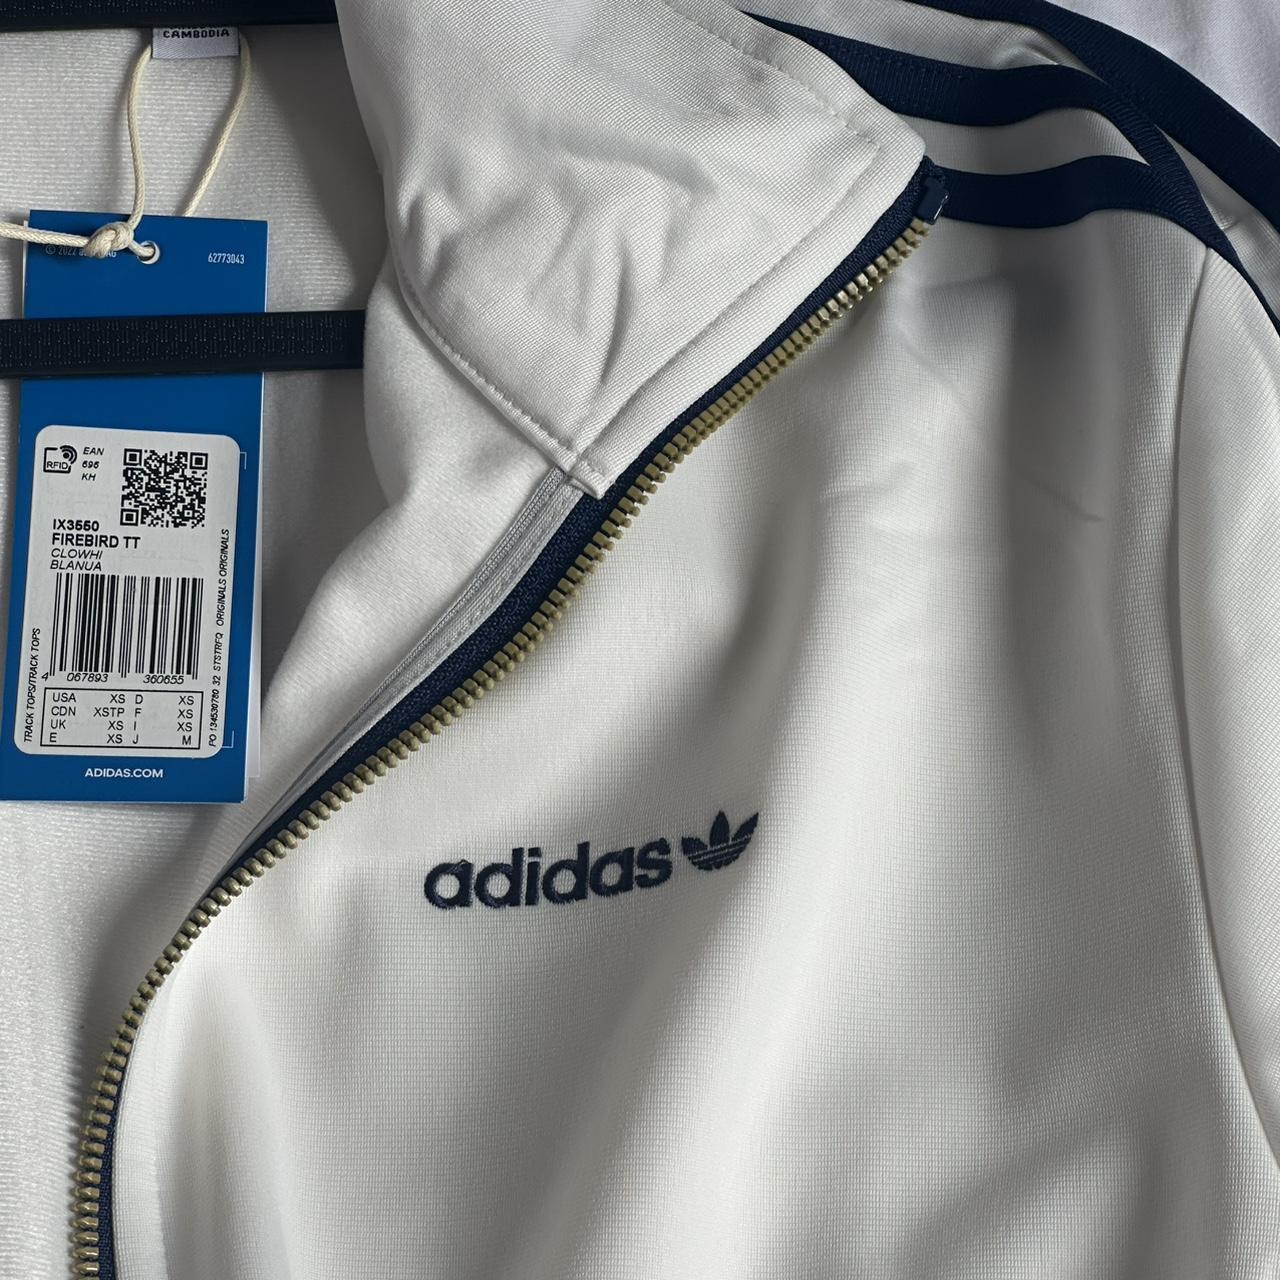 CAMBODIA
62773043
RFID
EAN
696
KH
IX3550
FIREBIRD TT
CLOWHI
BLANUA
TRACK TOPS/TRACK TOPS
PO 134530760 32 STSTRFQ ORIGINALS ORIGINALS
4 067893 360655
USA XS D XS
CDN XSTP F XS
UK XS I XS
E XS J M
ADIDAS.COM
adidas